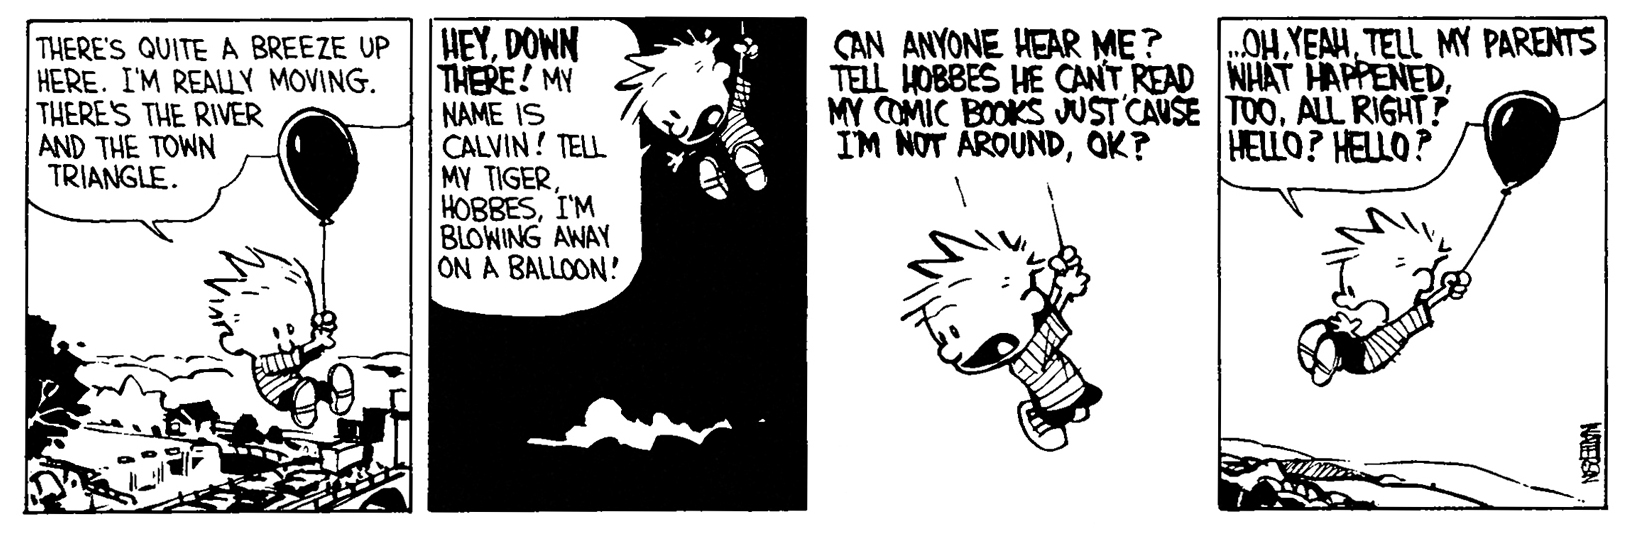 THERE'S QUITE A BREEZE UP
HERE. I'M REALLY MOVING.
THERE'S THE RIVER
AND THE TOWN
TRIANGLE.
HEY, DOWN
THERE! MY
NAME IS
CALVIN! TELL
MY TIGER,
HOBBES, I'M
BLOWING AWAY
ON A BALLOON!
CAN ANYONE HEAR ME?
TELL HOBBES HE CAN'T READ
MY COMIC BOOKS JUST 'CAUSE
I'M NOT AROUND, OK?
...OH, YEAH, TELL MY PARENTS
WHAT HAPPENED,
TOO, ALL RIGHT?
HELLO? HELLO?
WATTERSON